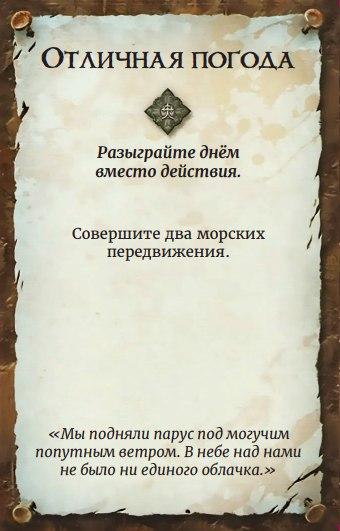 Отличная погода
Разыграйте днём
вместо действия.
Совершите два морских
передвижения.
«Мы подняли парус под могучим
попутным ветром. В небе над нами
не было ни единого облачка.»